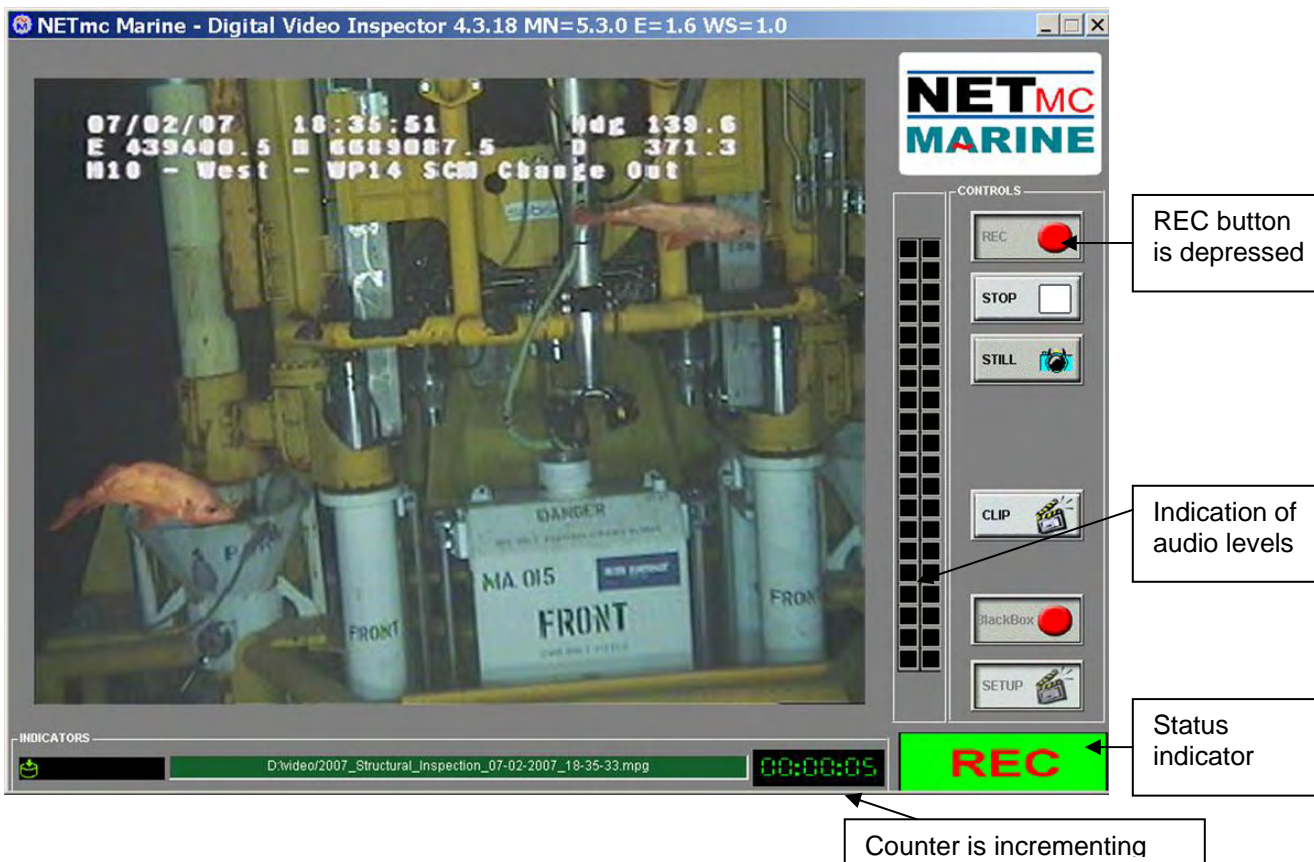 NETmc Marine - Digital Video Inspector 4.3.18 MN=5.3.0 E=1.6 WS=1.0
NETMC
MARINE
07/02/07 18:35:51 Hdg 139.6
E 439400.5 N 6689087.5 D 371.3
N10 - West - WP14 SCM Change Out
DANGER
MA 015
FRONT
FRONT
FRONT
CONTROLS
REC
STOP
STILL
CLIP
BlackBox
SETUP
INDICATORS
D:\video/2007_Structural_Inspection_07-02-2007_18-35-33.mpg
00:00:05
REC
REC button
is depressed
Indication of
audio levels
Status
indicator
Counter is incrementing